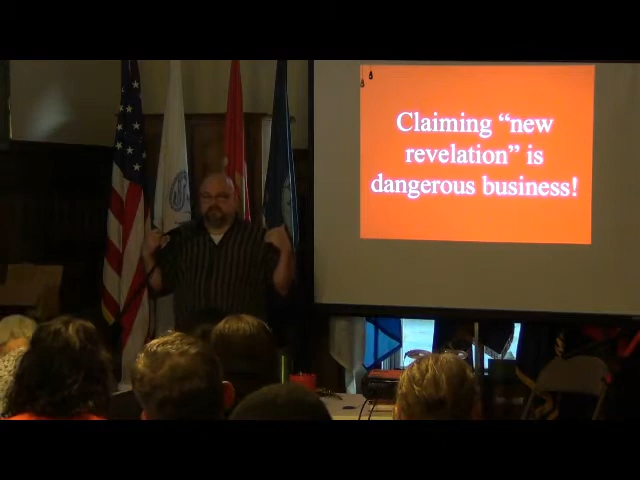 Claiming “new
revelation” is
dangerous business!